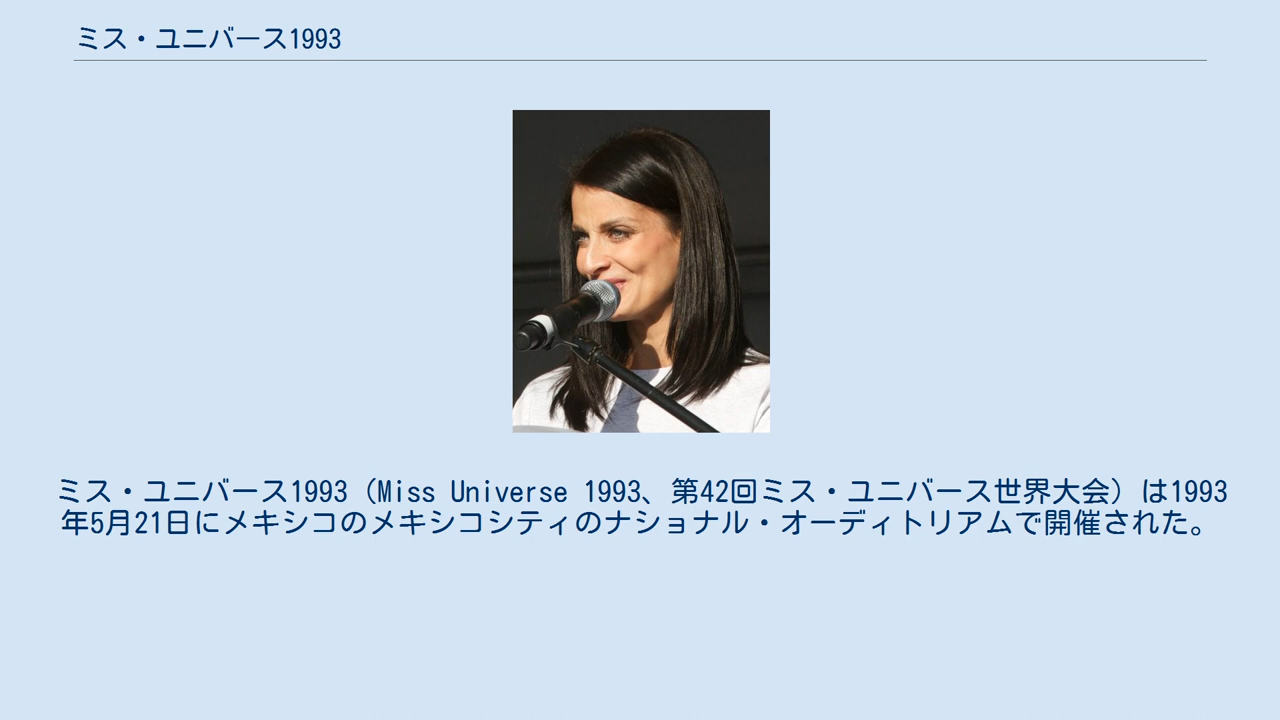 ミス・ユニバース1993
ミス・ユニバース1993（Miss Universe 1993、第42回ミス・ユニバース世界大会）は1993
年5月21日にメキシコのメキシコシティのナショナル・オーディトリアムで開催された。